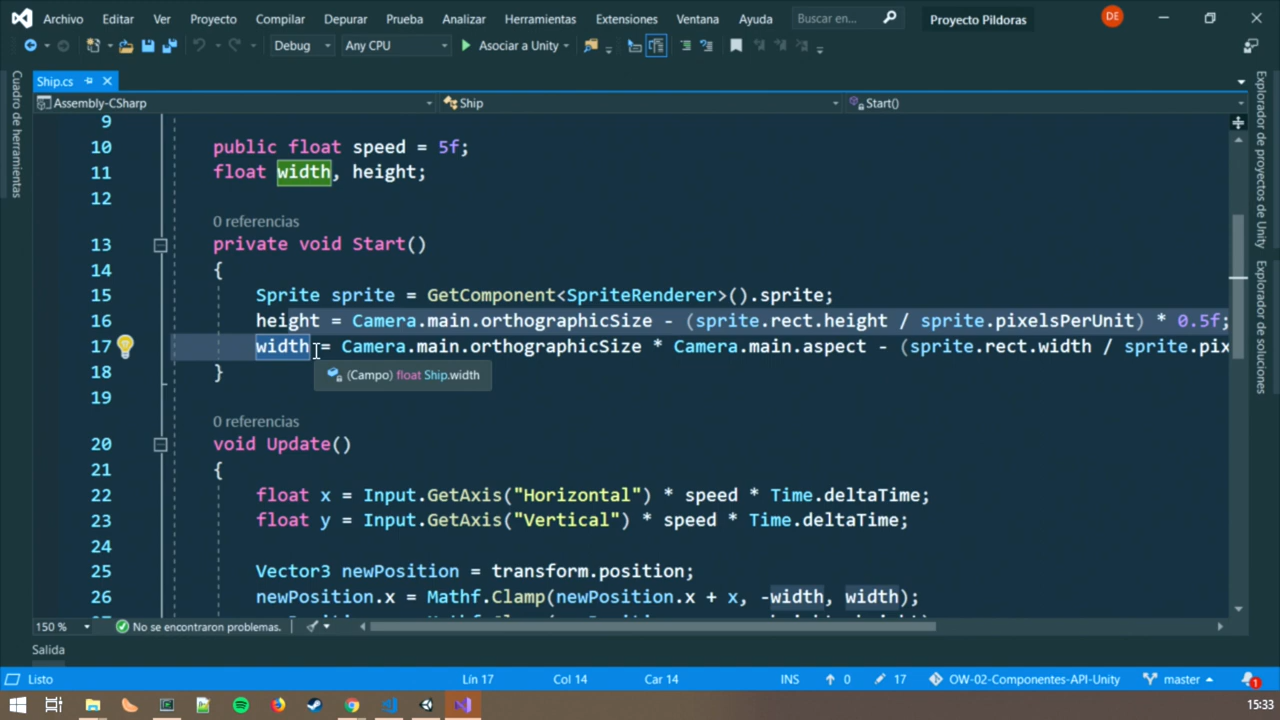 Archivo Editar Ver Proyecto Compilar Depurar Prueba Analizar Herramientas Extensiones Ventana Ayuda Buscar en... Proyecto Pildoras DE
Debug Any CPU Asociar a Unity
Ship.cs
Assembly-CSharp Ship Start()
Cuadro de herramientas
Explorador de proyectos de Unity
Explorador de soluciones
9
10 public float speed = 5f;
11 float width, height;
12
0 referencias
13 private void Start()
14 {
15 Sprite sprite = GetComponent<SpriteRenderer>().sprite;
16 height = Camera.main.orthographicSize - (sprite.rect.height / sprite.pixelsPerUnit) * 0.5f;
17 width = Camera.main.orthographicSize * Camera.main.aspect - (sprite.rect.width / sprite.pix
(Campo) float Ship.width
18 }
19
0 referencias
20 void Update()
21 {
22 float x = Input.GetAxis("Horizontal") * speed * Time.deltaTime;
23 float y = Input.GetAxis("Vertical") * speed * Time.deltaTime;
24
25 Vector3 newPosition = transform.position;
26 newPosition.x = Mathf.Clamp(newPosition.x + x, -width, width);
150 % No se encontraron problemas.
Salida
Listo Lín 17 Col 14 Car 14 INS 0 17 OW-02-Componentes-API-Unity master 1
15:33